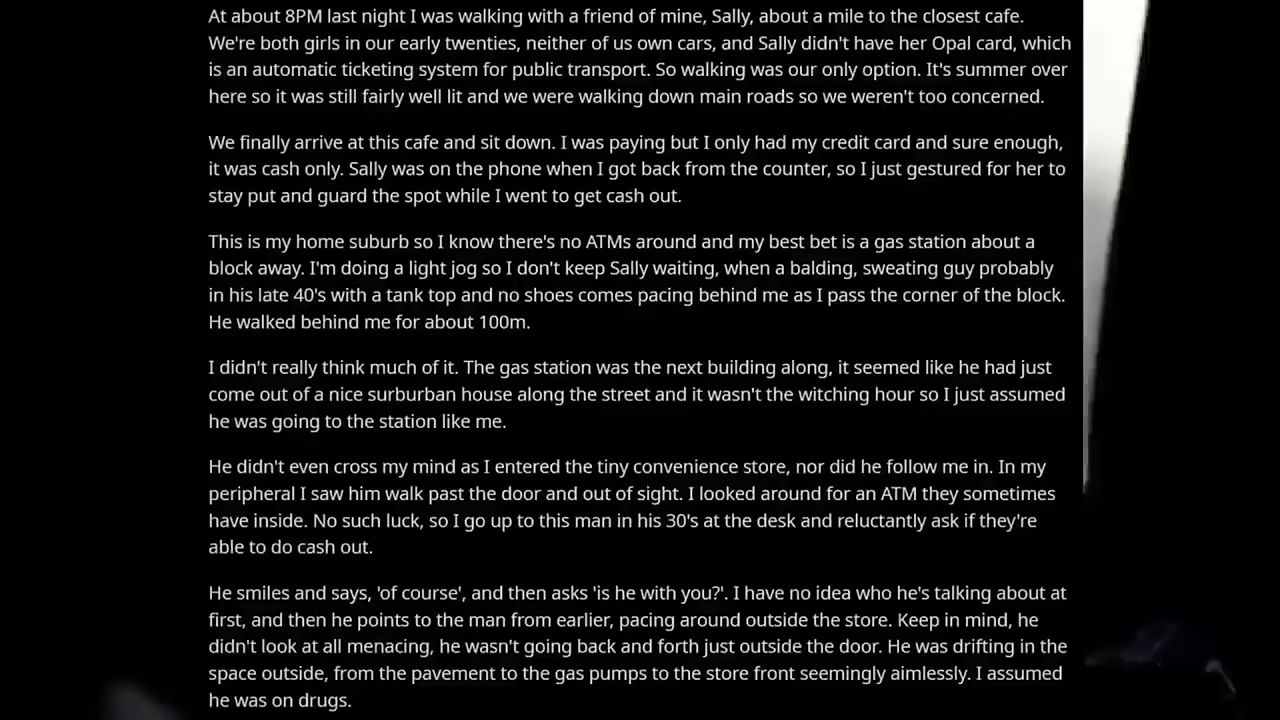 At about 8PM last night I was walking with a friend of mine, Sally, about a mile to the closest cafe.
We're both girls in our early twenties, neither of us own cars, and Sally didn't have her Opal card, which
is an automatic ticketing system for public transport. So walking was our only option. It's summer over
here so it was still fairly well lit and we were walking down main roads so we weren't too concerned.
We finally arrive at this cafe and sit down. I was paying but I only had my credit card and sure enough,
it was cash only. Sally was on the phone when I got back from the counter, so I just gestured for her to
stay put and guard the spot while I went to get cash out.
This is my home suburb so I know there's no ATMs around and my best bet is a gas station about a
block away. I'm doing a light jog so I don't keep Sally waiting, when a balding, sweating guy probably
in his late 40's with a tank top and no shoes comes pacing behind me as I pass the corner of the block.
He walked behind me for about 100m.
I didn't really think much of it. The gas station was the next building along, it seemed like he had just
come out of a nice surburban house along the street and it wasn't the witching hour so I just assumed
he was going to the station like me.
He didn't even cross my mind as I entered the tiny convenience store, nor did he follow me in. In my
peripheral I saw him walk past the door and out of sight. I looked around for an ATM they sometimes
have inside. No such luck, so I go up to this man in his 30's at the desk and reluctantly ask if they're
able to do cash out.
He smiles and says, 'of course', and then asks 'is he with you?'. I have no idea who he's talking about at
first, and then he points to the man from earlier, pacing around outside the store. Keep in mind, he
didn't look at all menacing, he wasn't going back and forth just outside the door. He was drifting in the
space outside, from the pavement to the gas pumps to the store front seemingly aimlessly. I assumed
he was on drugs.